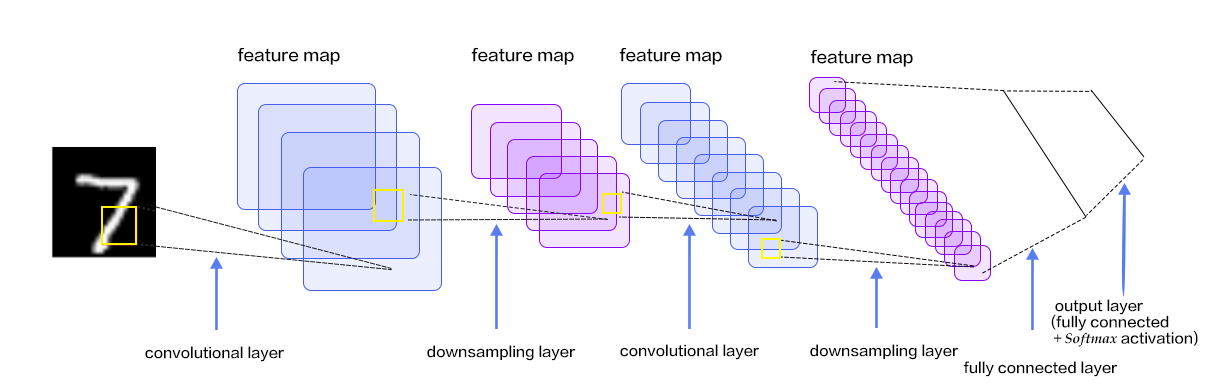 feature map
feature map
feature map
feature map
7
convolutional layer
downsampling layer
convolutional layer
downsampling layer
fully connected layer
output layer
(fully connected
+ Softmax activation)